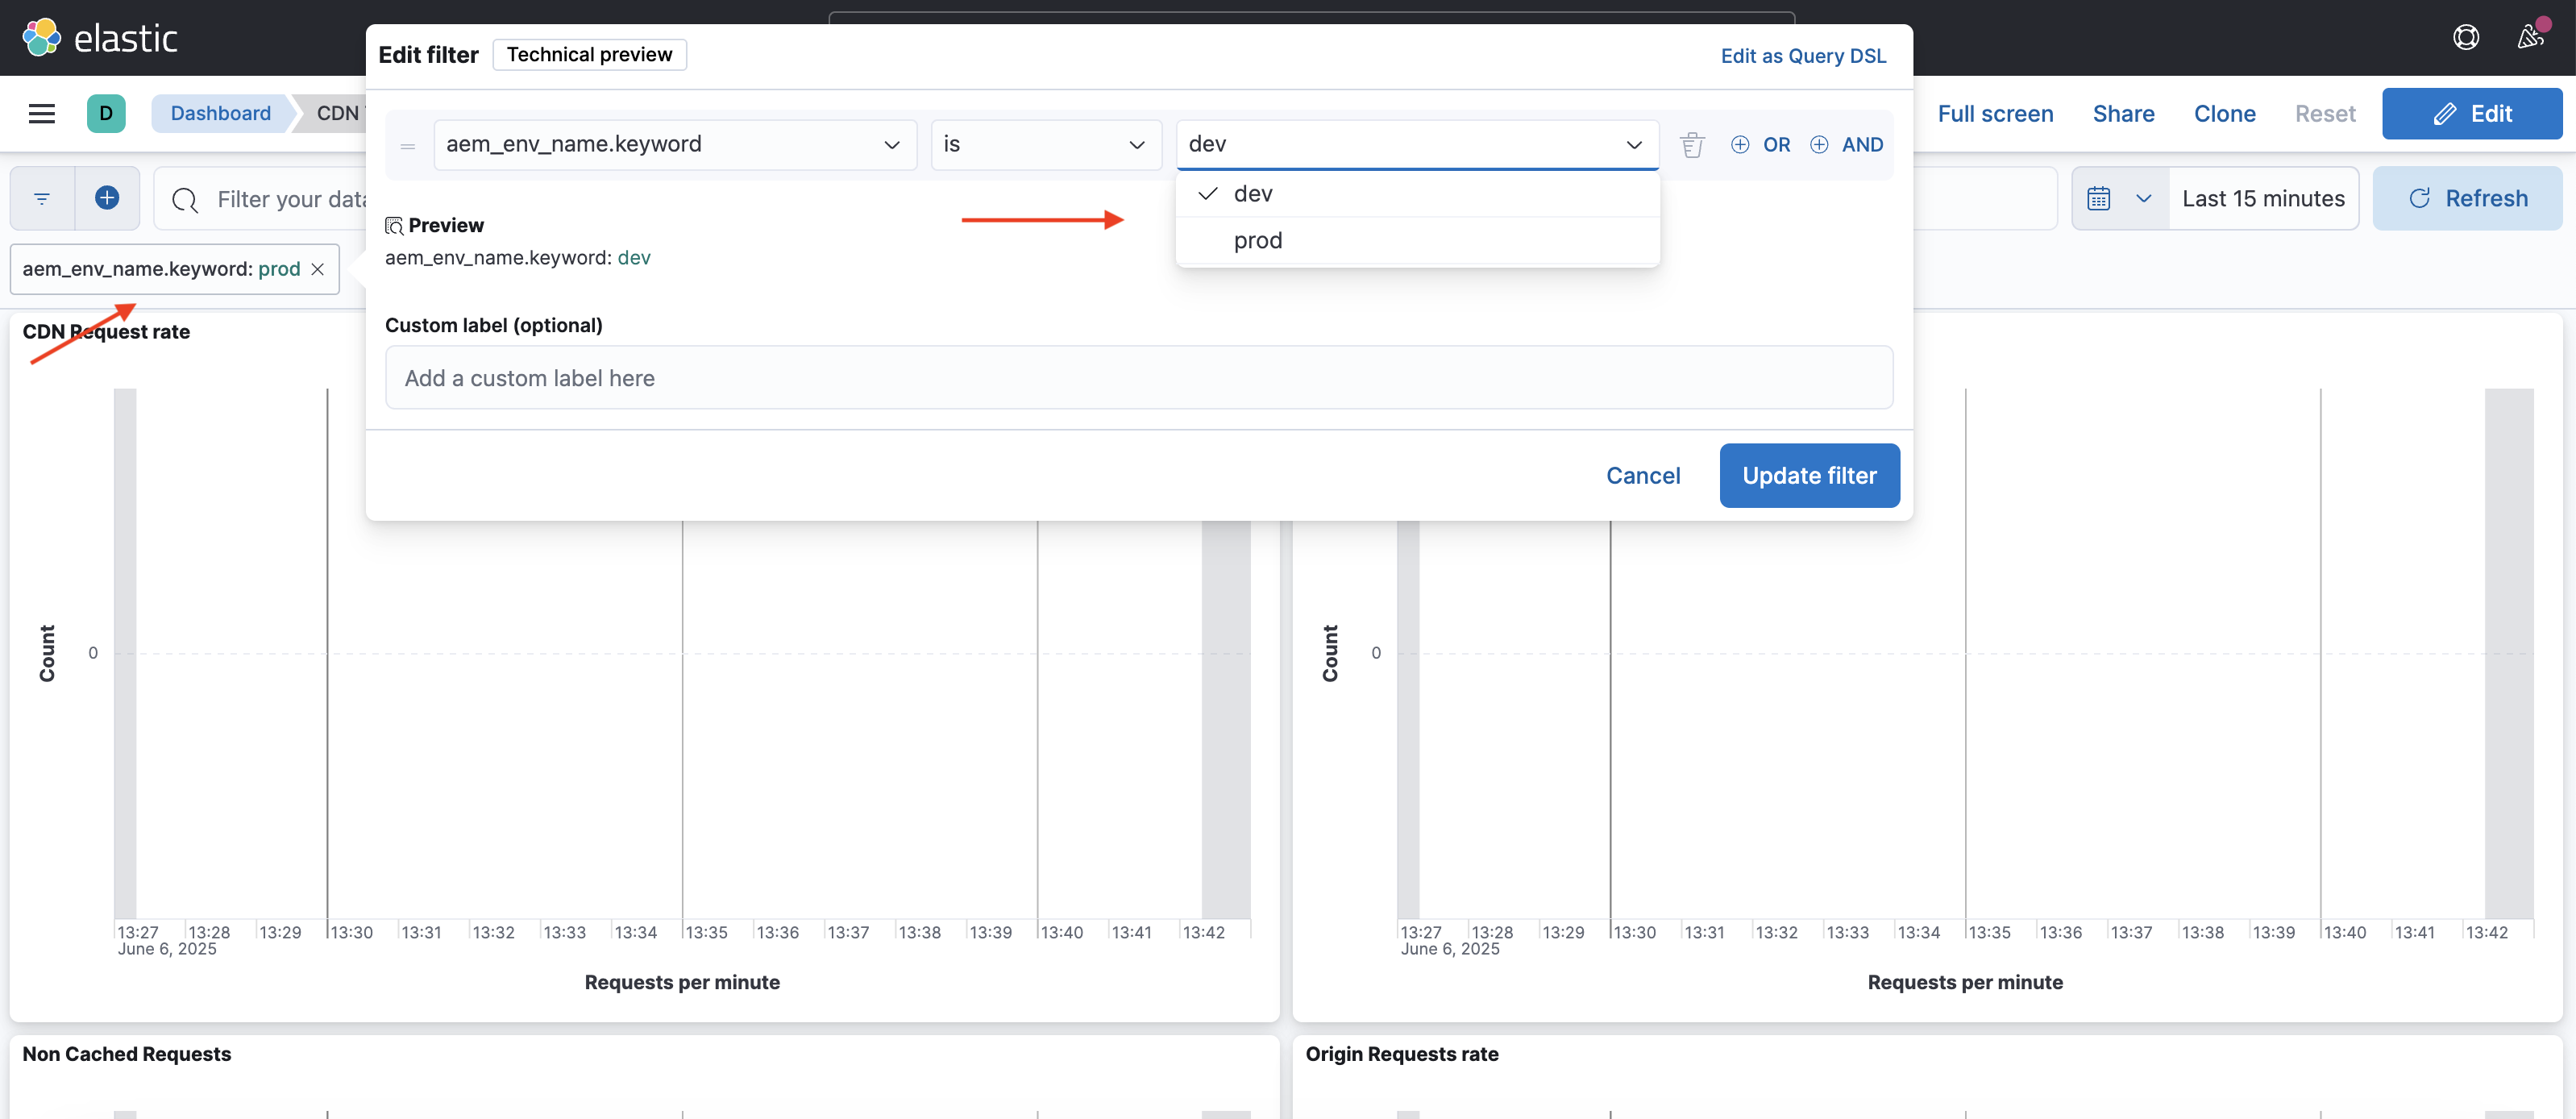 elastic
Edit filter
Technical preview
Edit as Query DSL
D
Dashboard
CDN
Full screen
Share
Clone
Reset
Edit
aem_env_name.keyword
is
dev
OR
AND
Filter your data
dev
prod
Last 15 minutes
Refresh
Preview
aem_env_name.keyword: dev
aem_env_name.keyword: prod
Custom label (optional)
Add a custom label here
Cancel
Update filter
CDN Request rate
Count
0
13:27 13:28 13:29 13:30 13:31 13:32 13:33 13:34 13:35 13:36 13:37 13:38 13:39 13:40 13:41 13:42
June 6, 2025
Requests per minute
Count
0
13:27 13:28 13:29 13:30 13:31 13:32 13:33 13:34 13:35 13:36 13:37 13:38 13:39 13:40 13:41 13:42
June 6, 2025
Requests per minute
Non Cached Requests
Origin Requests rate